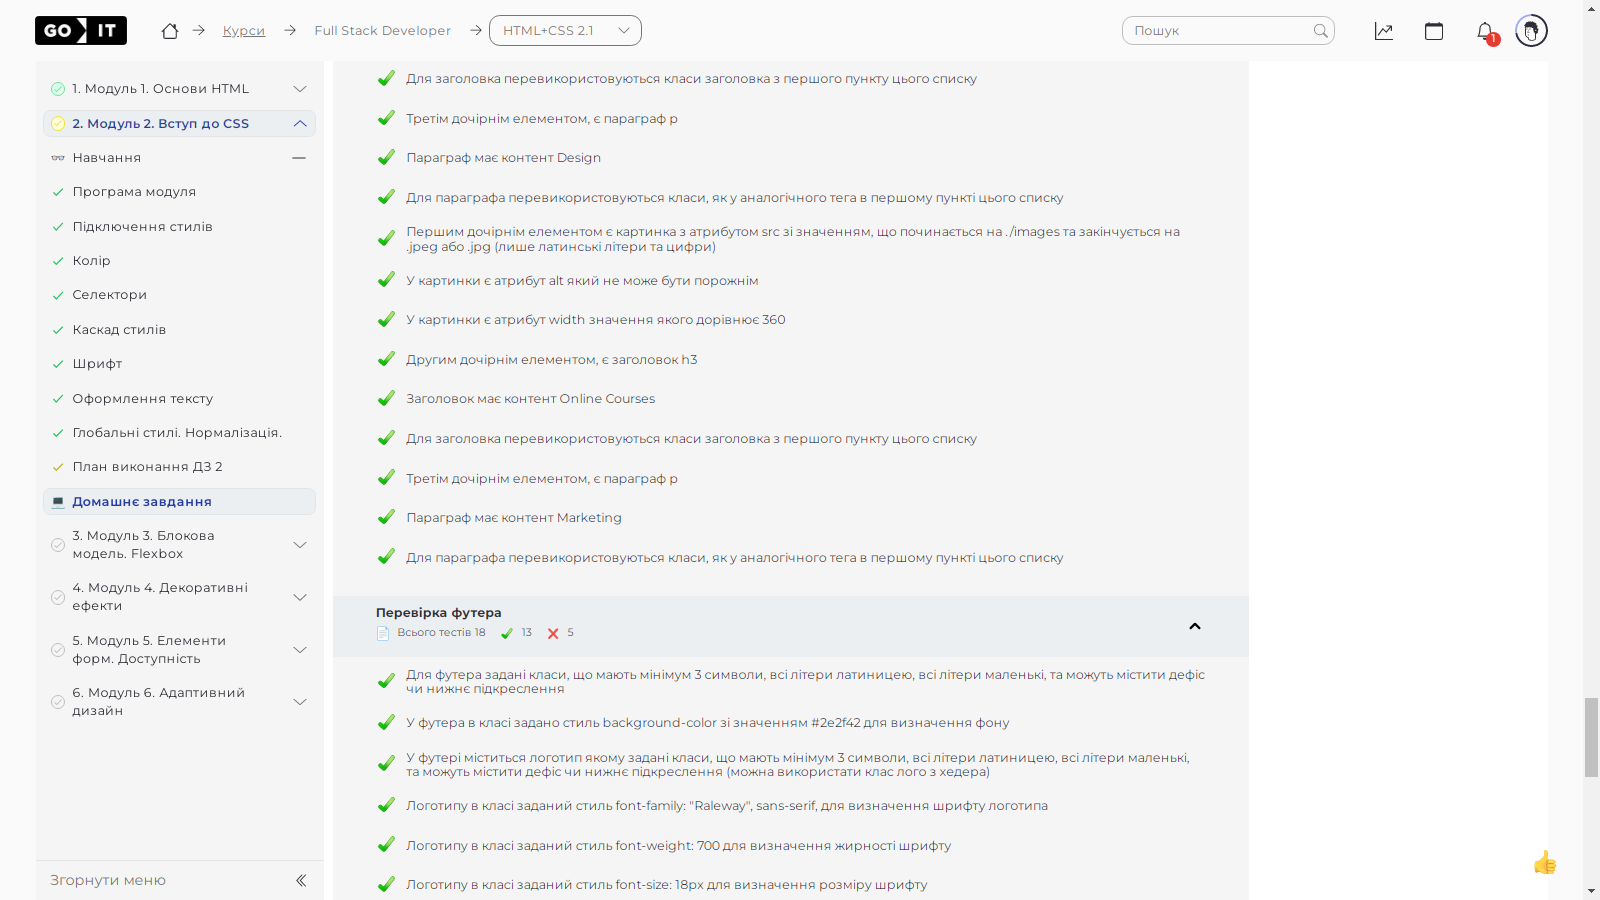 GO IT
Курси
Full Stack Developer
HTML+CSS 2.1
Пошук
1
1. Модуль 1. Основи HTML
2. Модуль 2. Вступ до CSS
Навчання
Програма модуля
Підключення стилів
Колір
Селектори
Каскад стилів
Шрифт
Оформлення тексту
Глобальні стилі. Нормалізація.
План виконання ДЗ 2
Домашнє завдання
3. Модуль 3. Блокова
модель. Flexbox
4. Модуль 4. Декоративні
ефекти
5. Модуль 5. Елементи
форм. Доступність
6. Модуль 6. Адаптивний
дизайн
Згорнути меню
Для заголовка перевикористовуються класи заголовка з першого пункту цього списку
Третім дочірнім елементом, є параграф p
Параграф має контент Design
Для параграфа перевикористовуються класи, як у аналогічного тега в першому пункті цього списку
Першим дочірнім елементом є картинка з атрибутом src зі значенням, що починається на ./images та закінчується на
.jpeg або .jpg (лише латинські літери та цифри)
У картинки є атрибут alt який не може бути порожнім
У картинки є атрибут width значення якого дорівнює 360
Другим дочірнім елементом, є заголовок h3
Заголовок має контент Online Courses
Для заголовка перевикористовуються класи заголовка з першого пункту цього списку
Третім дочірнім елементом, є параграф p
Параграф має контент Marketing
Для параграфа перевикористовуються класи, як у аналогічного тега в першому пункті цього списку
Перевірка футера
Всього тестів 18 13 5
Для футера задані класи, що мають мінімум 3 символи, всі літери латиницею, всі літери маленькі, та можуть містити дефіс
чи нижнє підкреслення
У футера в класі задано стиль background-color зі значенням #2e2f42 для визначення фону
У футері міститься логотип якому задані класи, що мають мінімум 3 символи, всі літери латиницею, всі літери маленькі,
та можуть містити дефіс чи нижнє підкреслення (можна використати клас лого з хедера)
Логотипу в класі заданий стиль font-family: "Raleway", sans-serif, для визначення шрифту логотипа
Логотипу в класі заданий стиль font-weight: 700 для визначення жирності шрифту
Логотипу в класі заданий стиль font-size: 18px для визначення розміру шрифту